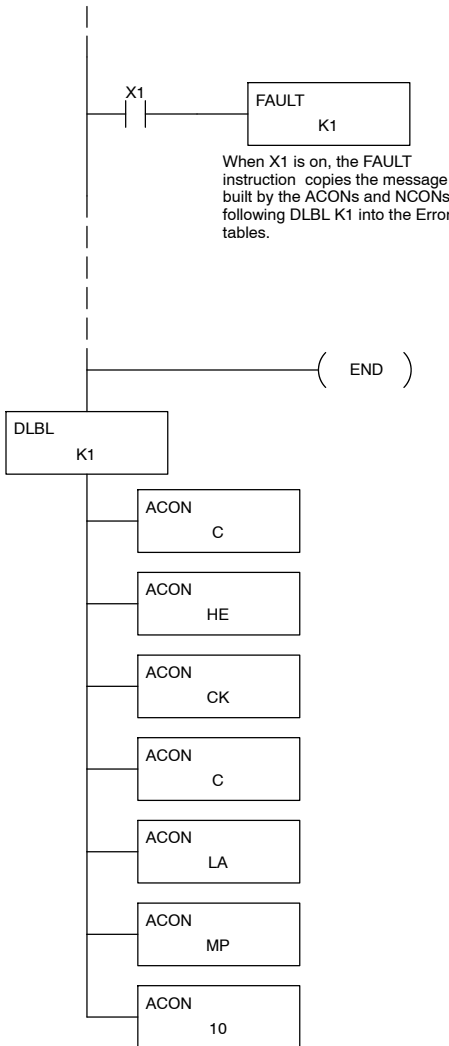 X1
FAULT
K1
When X1 is on, the FAULT
instruction copies the message
built by the ACONs and NCONs
following DLBL K1 into the Error
tables.
END
DLBL
K1
ACON
C
ACON
HE
ACON
CK
ACON
C
ACON
LA
ACON
MP
ACON
10